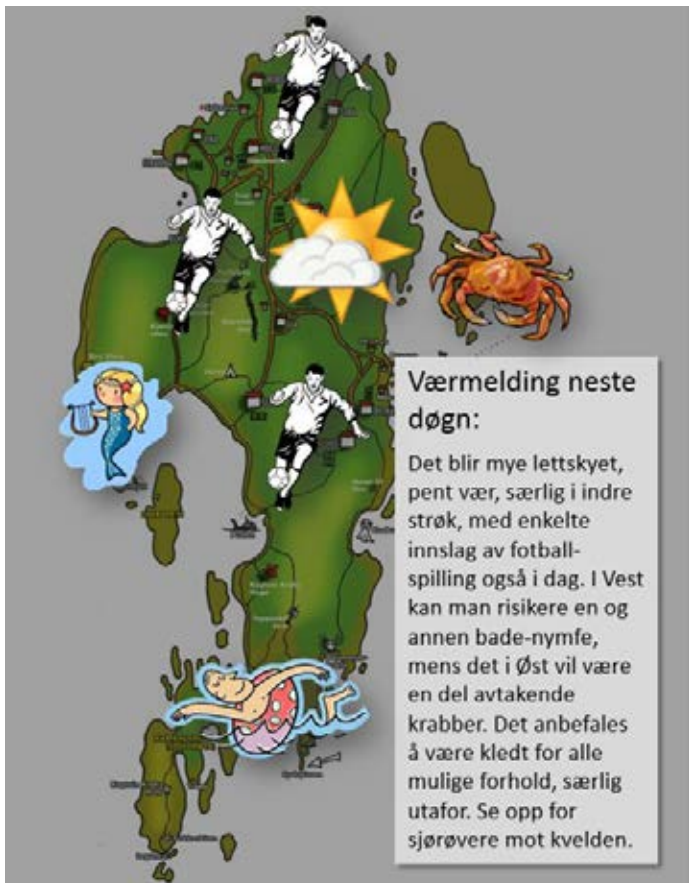 Værmelding neste
døgn:
Det blir mye lettskyet,
pent vær, særlig i indre
strøk, med enkelte
innslag av fotball-
spilling også i dag. I Vest
kan man risikere en og
annen bade-nymfe,
mens det i Øst vil være
en del avtakende
krabber. Det anbefales
å være kledt for alle
mulige forhold, særlig
utafor. Se opp for
sjørøvere mot kvelden.